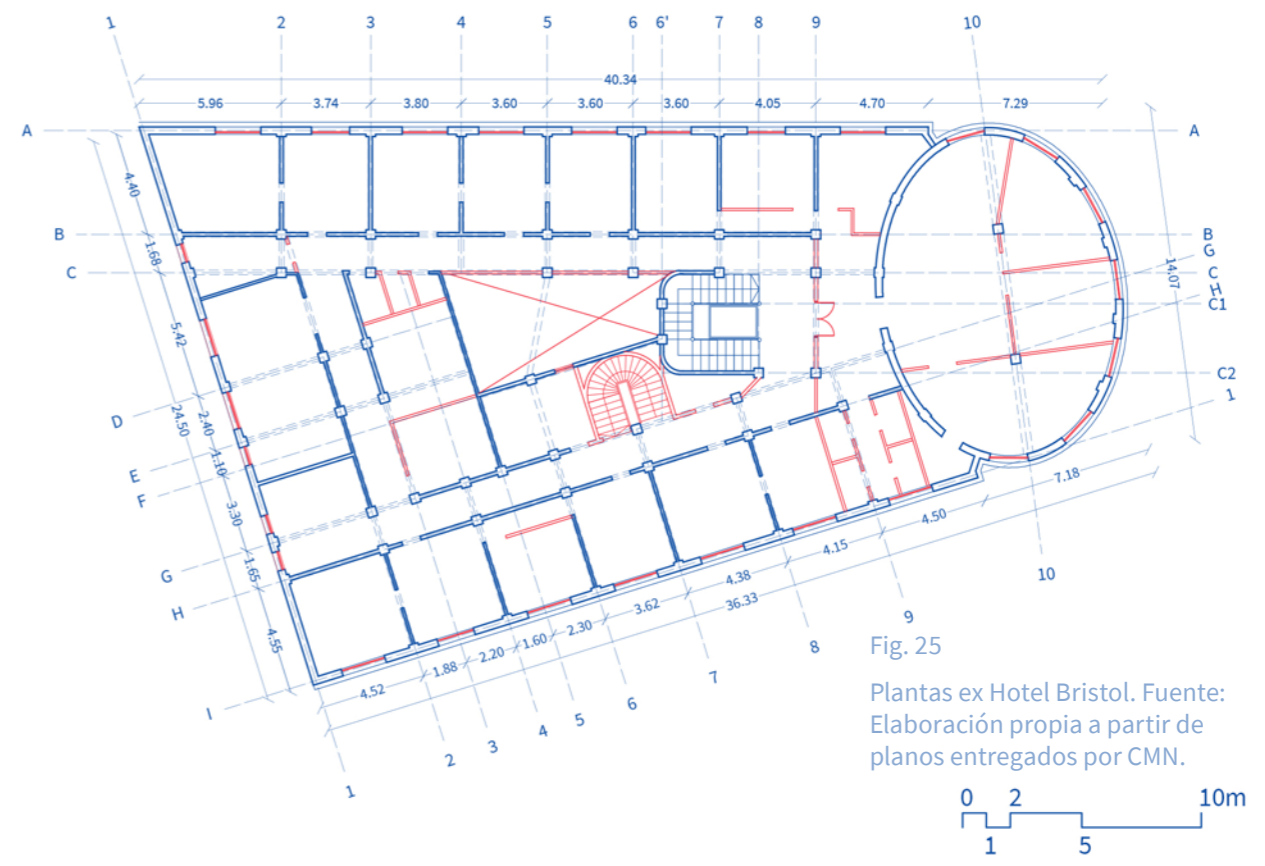 1 2 3 4 5 6 6' 7 8 9 10
40.34
5.96 3.74 3.80 3.60 3.60 3.60 4.05 4.70 7.29
A A
4.40
B B
1.68 G
C C
14.07
H
C1
5.42
C2
1
D
24.50
2.40
E 1.10
F
3.30
7.18
4.50
G 1.65
4.15
H
4.38
10
36.33
3.62
4.55
2.30
9
1.60
2.20
8
1.88
4.52
7
I
6
5
4
3
2
1
Fig. 25
Plantas ex Hotel Bristol. Fuente:
Elaboración propia a partir de
planos entregados por CMN.
0 2 10m
1 5